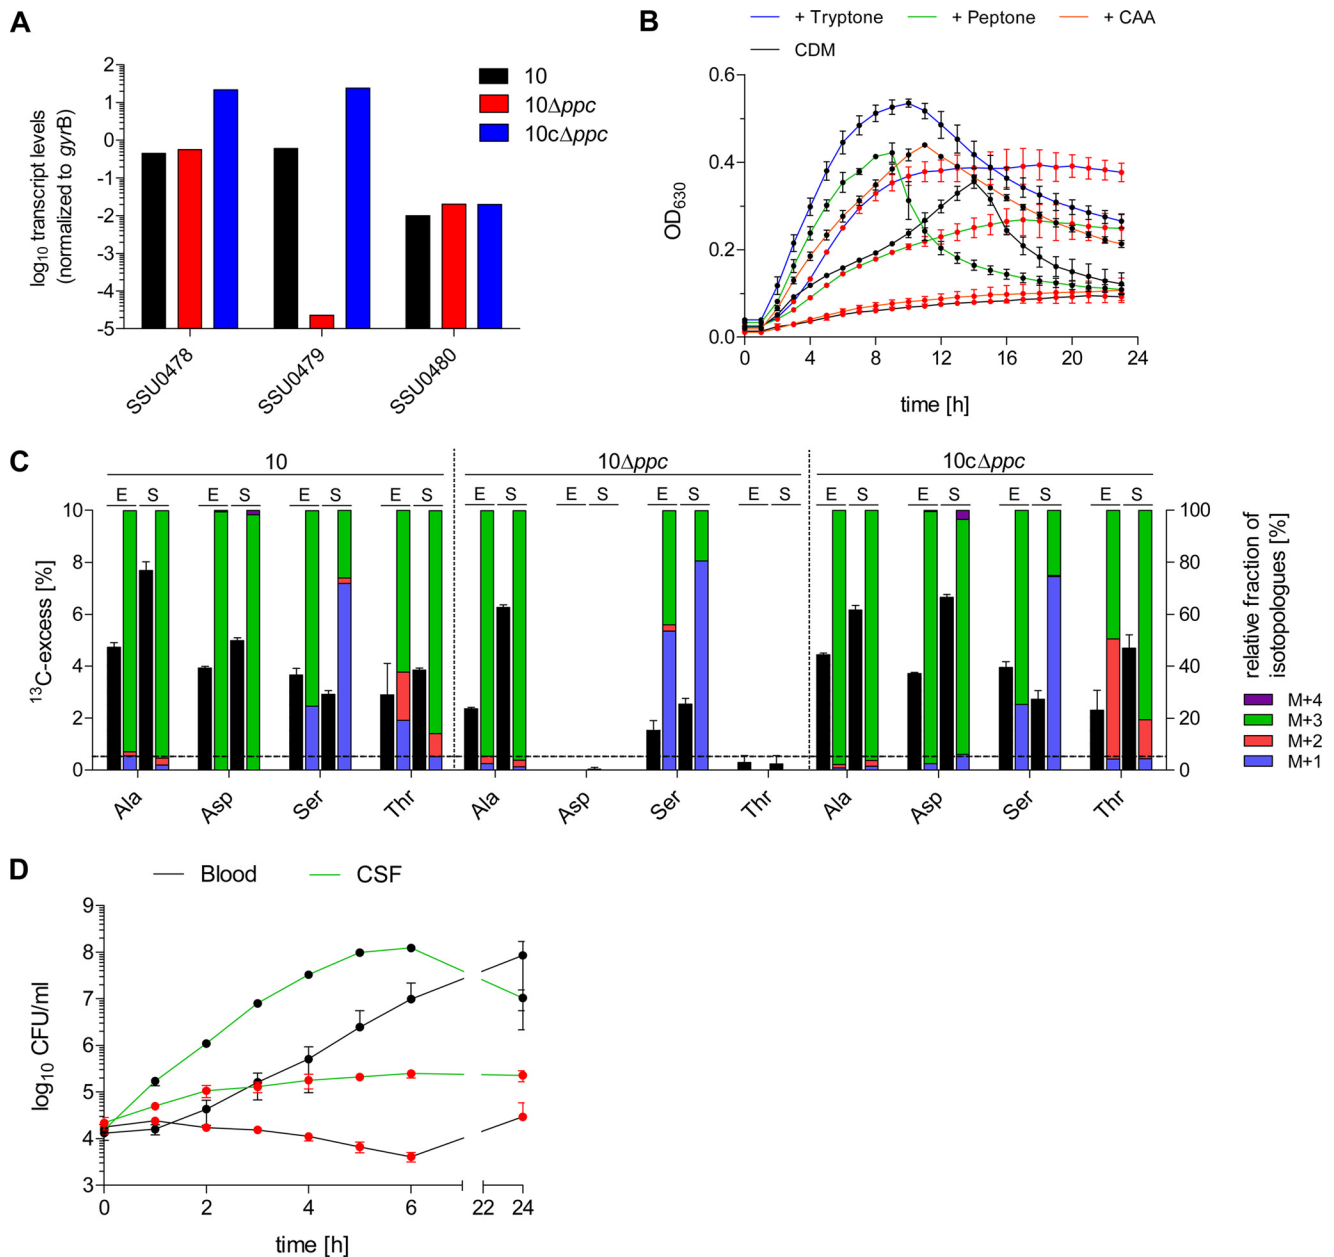 A
log10 transcript levels
(normalized to gyrB)
2
1
0
-1
-2
-3
-4
-5
SSU0478
SSU0479
SSU0480
10
10Δppc
10cΔppc
B
+ Tryptone
+ Peptone
+ CAA
CDM
OD630
0.6
0.4
0.2
0.0
0 4 8 12 16 20 24
time [h]
C
10
10Δppc
10cΔppc
E S E S E S E S E S E S E S E S E S E S E S E S
13C-excess [%]
10
8
6
4
2
0
100
80
60
40
20
0
relative fraction of
isotopologues [%]
M+4
M+3
M+2
M+1
Ala Asp Ser Thr Ala Asp Ser Thr Ala Asp Ser Thr
D
Blood
CSF
log10 CFU/ml
9
8
7
6
5
4
3
0 2 4 6 22 24
time [h]